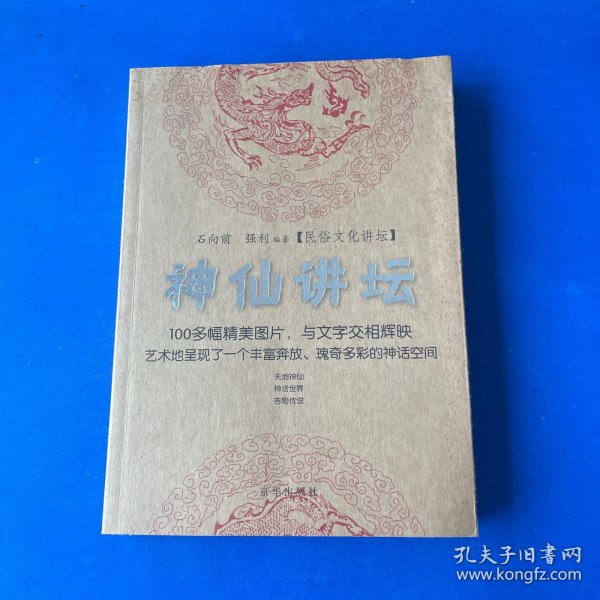 石向前 强利 编著【民俗文化讲坛】
神仙讲坛
100多幅精美图片，与文字交相辉映
艺术地呈现了一个丰富奔放、瑰奇多彩的神话空间
天地神仙
神话世界
吉物传说
京华出版社
孔夫子旧书网
www.kongfz.com